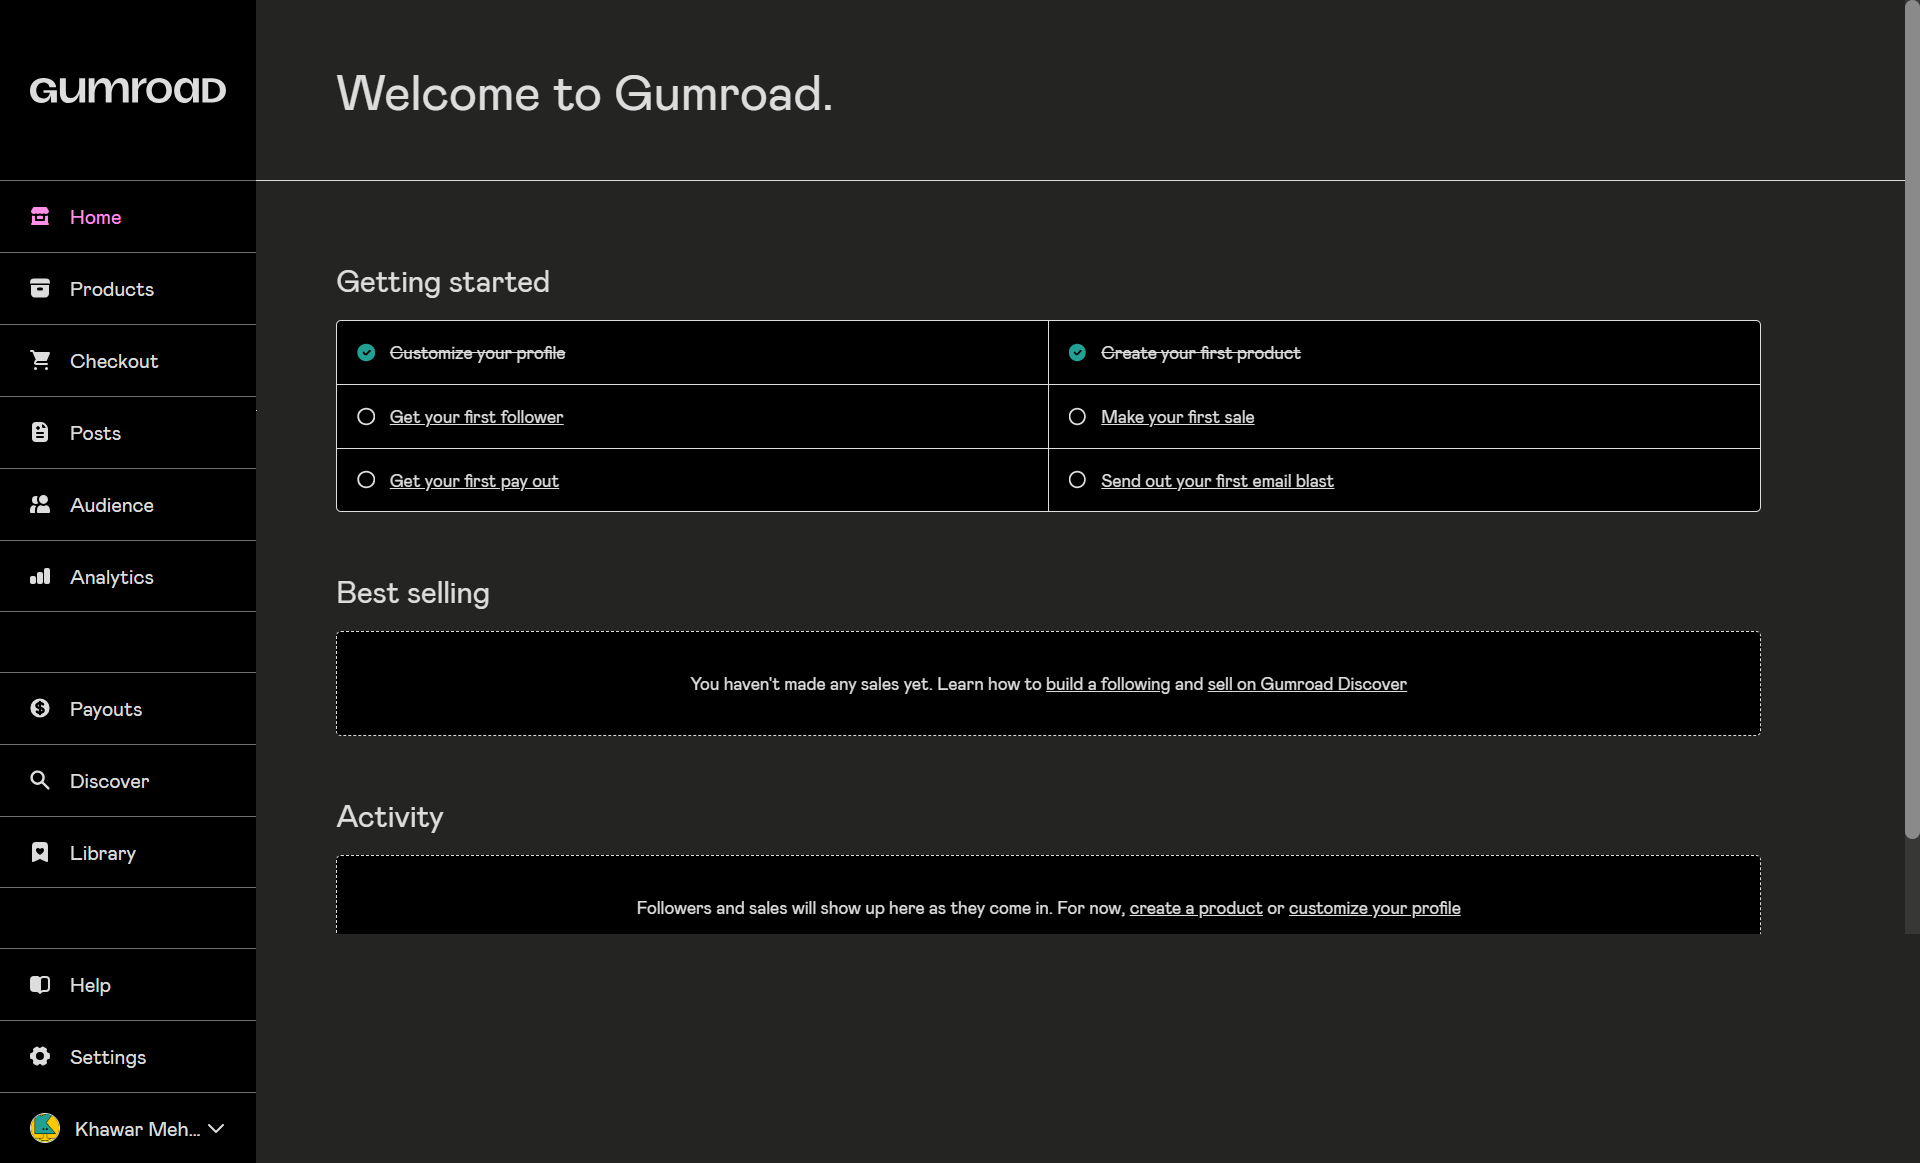 GUMROAD
Welcome to Gumroad.
Home
Products
Checkout
Posts
Audience
Analytics
Payouts
Discover
Library
Help
Settings
Khawar Meh...
Getting started
Customize your profile
Create your first product
Get your first follower
Make your first sale
Get your first pay out
Send out your first email blast
Best selling
You haven't made any sales yet. Learn how to build a following and sell on Gumroad Discover
Activity
Followers and sales will show up here as they come in. For now, create a product or customize your profile